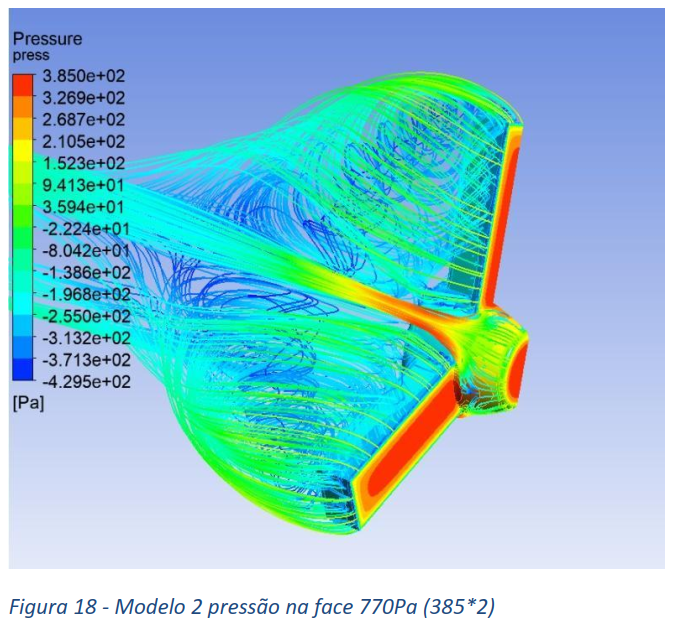 Pressure
press
3.850e+02
3.269e+02
2.687e+02
2.105e+02
1.523e+02
9.413e+01
3.594e+01
-2.224e+01
-8.042e+01
-1.386e+02
-1.968e+02
-2.550e+02
-3.132e+02
-3.713e+02
-4.295e+02
[Pa]
Figura 18 - Modelo 2 pressão na face 770Pa (385*2)